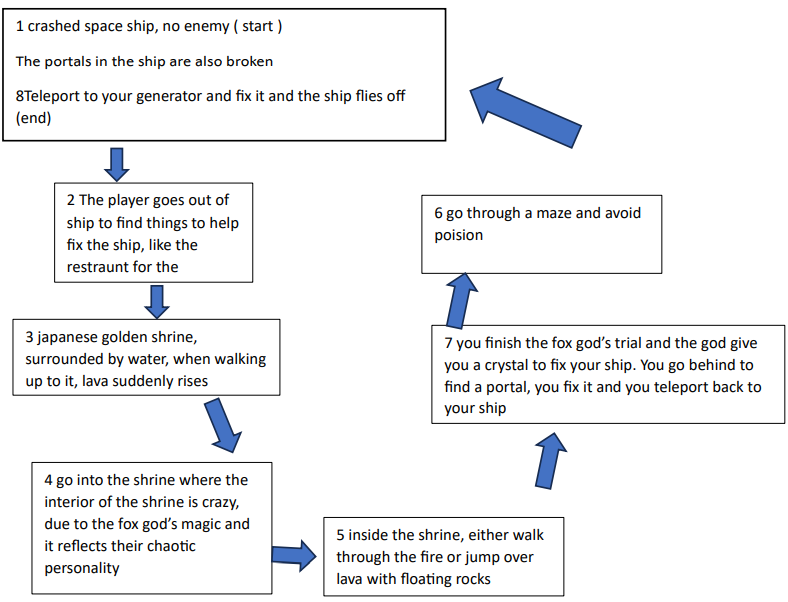 1 crashed space ship, no enemy ( start )
The portals in the ship are also broken
8Teleport to your generator and fix it and the ship flies off
(end)
2 The player goes out of
ship to find things to help
fix the ship, like the
restraunt for the
3 japanese golden shrine,
surrounded by water, when walking
up to it, lava suddenly rises
4 go into the shrine where the
interior of the shrine is crazy,
due to the fox god’s magic and
it reflects their chaotic
personality
5 inside the shrine, either walk
through the fire or jump over
lava with floating rocks
6 go through a maze and avoid
poision
7 you finish the fox god’s trial and the god give
you a crystal to fix your ship. You go behind to
find a portal, you fix it and you teleport back to
your ship